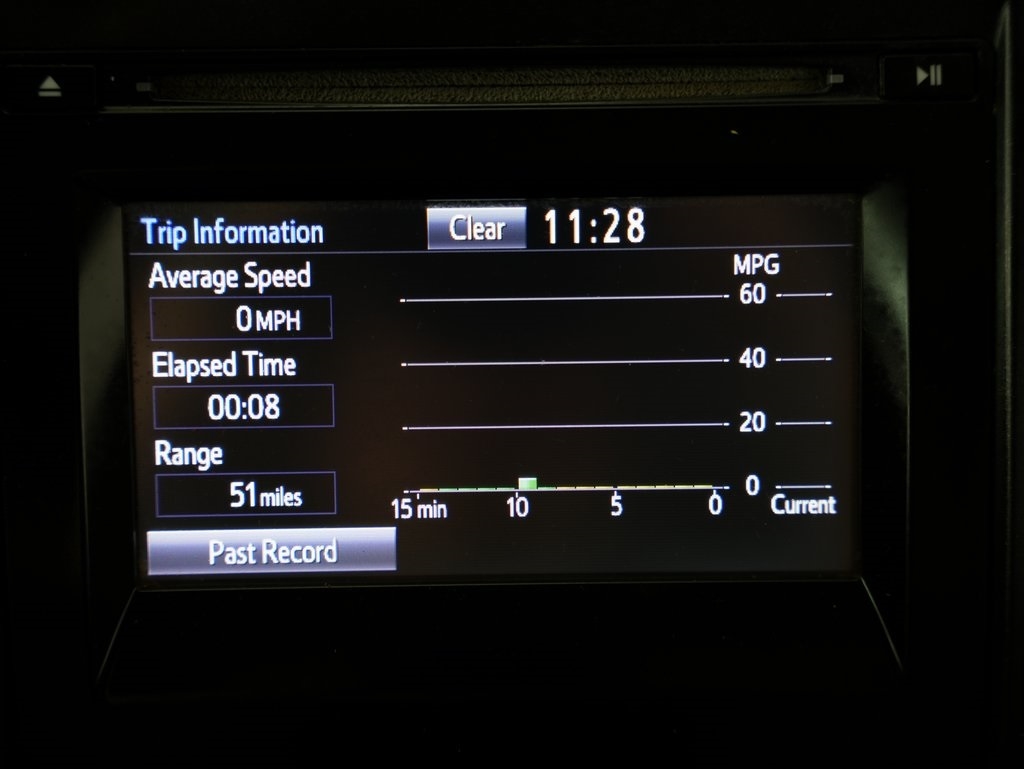 Trip Information Clear 11:28
Average Speed
0 MPH
Elapsed Time
00:08
Range
51 miles
Past Record
MPG
60
40
20
0
15 min 10 5 0 Current